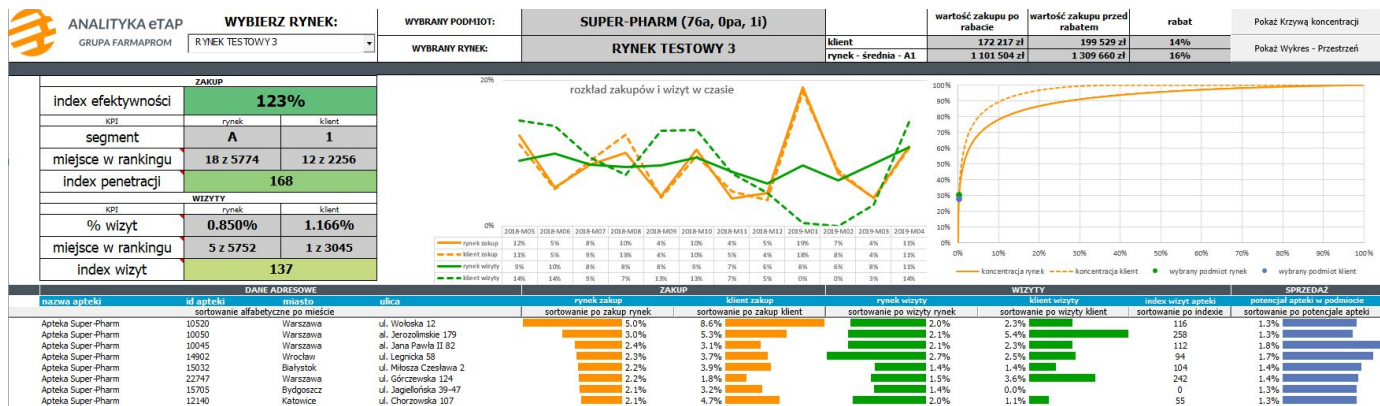 ANALITYKA eTAP
GRUPA FARMAPROM
WYBIERZ RYNEK:
RYNEK TESTOWY 3
WYBRANY PODMIOT:
SUPER-PHARM (76a, 0pa, 1i)
WYBRANY RYNEK:
RYNEK TESTOWY 3
wartość zakupu po rabacie wartość zakupu przed rabatem rabat
klient 172 217 zł 199 529 zł 14%
rynek - średnia - A1 1 101 504 zł 1 309 660 zł 16%
Pokaż Krzywą koncentracji
Pokaż Wykres - Przestrzeń
ZAKUP
index efektywności 123%
KPI rynek klient
segment A 1
miejsce w rankingu 18 z 5774 12 z 2256
index penetracji 168
WIZYTY
KPI rynek klient
% wizyt 0.850% 1.166%
miejsce w rankingu 5 z 5752 1 z 3045
index wizyt 137
rozkład zakupów i wizyt w czasie
20%
0%
2018-M05 2018-M06 2018-M07 2018-M08 2018-M09 2018-M10 2018-M11 2018-M12 2019-M01 2019-M02 2019-M03 2019-M04
rynek zakup 12% 5% 8% 10% 4% 10% 4% 5% 19% 7% 4% 11%
klient zakup 11% 5% 9% 13% 4% 10% 5% 4% 18% 8% 4% 11%
rynek wizyty 9% 10% 8% 8% 8% 9% 7% 6% 8% 6% 8% 11%
klient wizyty 14% 14% 9% 7% 13% 13% 7% 5% 0% 0% 3% 14%
100%
90%
80%
70%
60%
50%
40%
30%
20%
10%
0%
0% 10% 20% 30% 40% 50% 60% 70% 80% 90% 100%
koncentracja rynek koncentracja klient wybrany podmiot rynek wybrany podmiot klient
DANE ADRESOWE ZAKUP WIZYTY SPRZEDAŻ
nazwa apteki id apteki miasto ulica rynek zakup klient zakup rynek wizyty klient wizyty index wizyt apteki potencjał apteki w podmiocie
sortowanie alfabetyczne po mieście sortowanie po zakup rynek sortowanie po zakup klient sortowanie po wizyty rynek sortowanie po wizyty klient sortowanie po indexie sortowanie po potencjale apteki
Apteka Super-Pharm 10520 Warszawa ul. Wołoska 12 5.0% 8.6% 2.0% 2.3% 116 1.3%
Apteka Super-Pharm 10050 Warszawa al. Jerozolimskie 179 3.0% 5.3% 2.1% 5.4% 258 1.3%
Apteka Super-Pharm 10045 Warszawa al. Jana Pawła II 82 2.4% 3.1% 2.1% 2.3% 112 1.8%
Apteka Super-Pharm 14902 Wrocław ul. Legnicka 58 2.3% 3.7% 2.7% 2.5% 94 1.7%
Apteka Super-Pharm 15032 Białystok ul. Miłosza Czesława 2 2.2% 3.9% 1.4% 1.4% 104 1.4%
Apteka Super-Pharm 22747 Warszawa ul. Górczewska 124 2.2% 1.8% 1.5% 3.6% 242 1.4%
Apteka Super-Pharm 15705 Bydgoszcz ul. Jagiellońska 39-47 2.1% 3.2% 1.4% 0.0% 0 1.3%
Apteka Super-Pharm 12140 Katowice ul. Chorzowska 107 2.1% 4.7% 2.0% 1.1% 55 1.3%